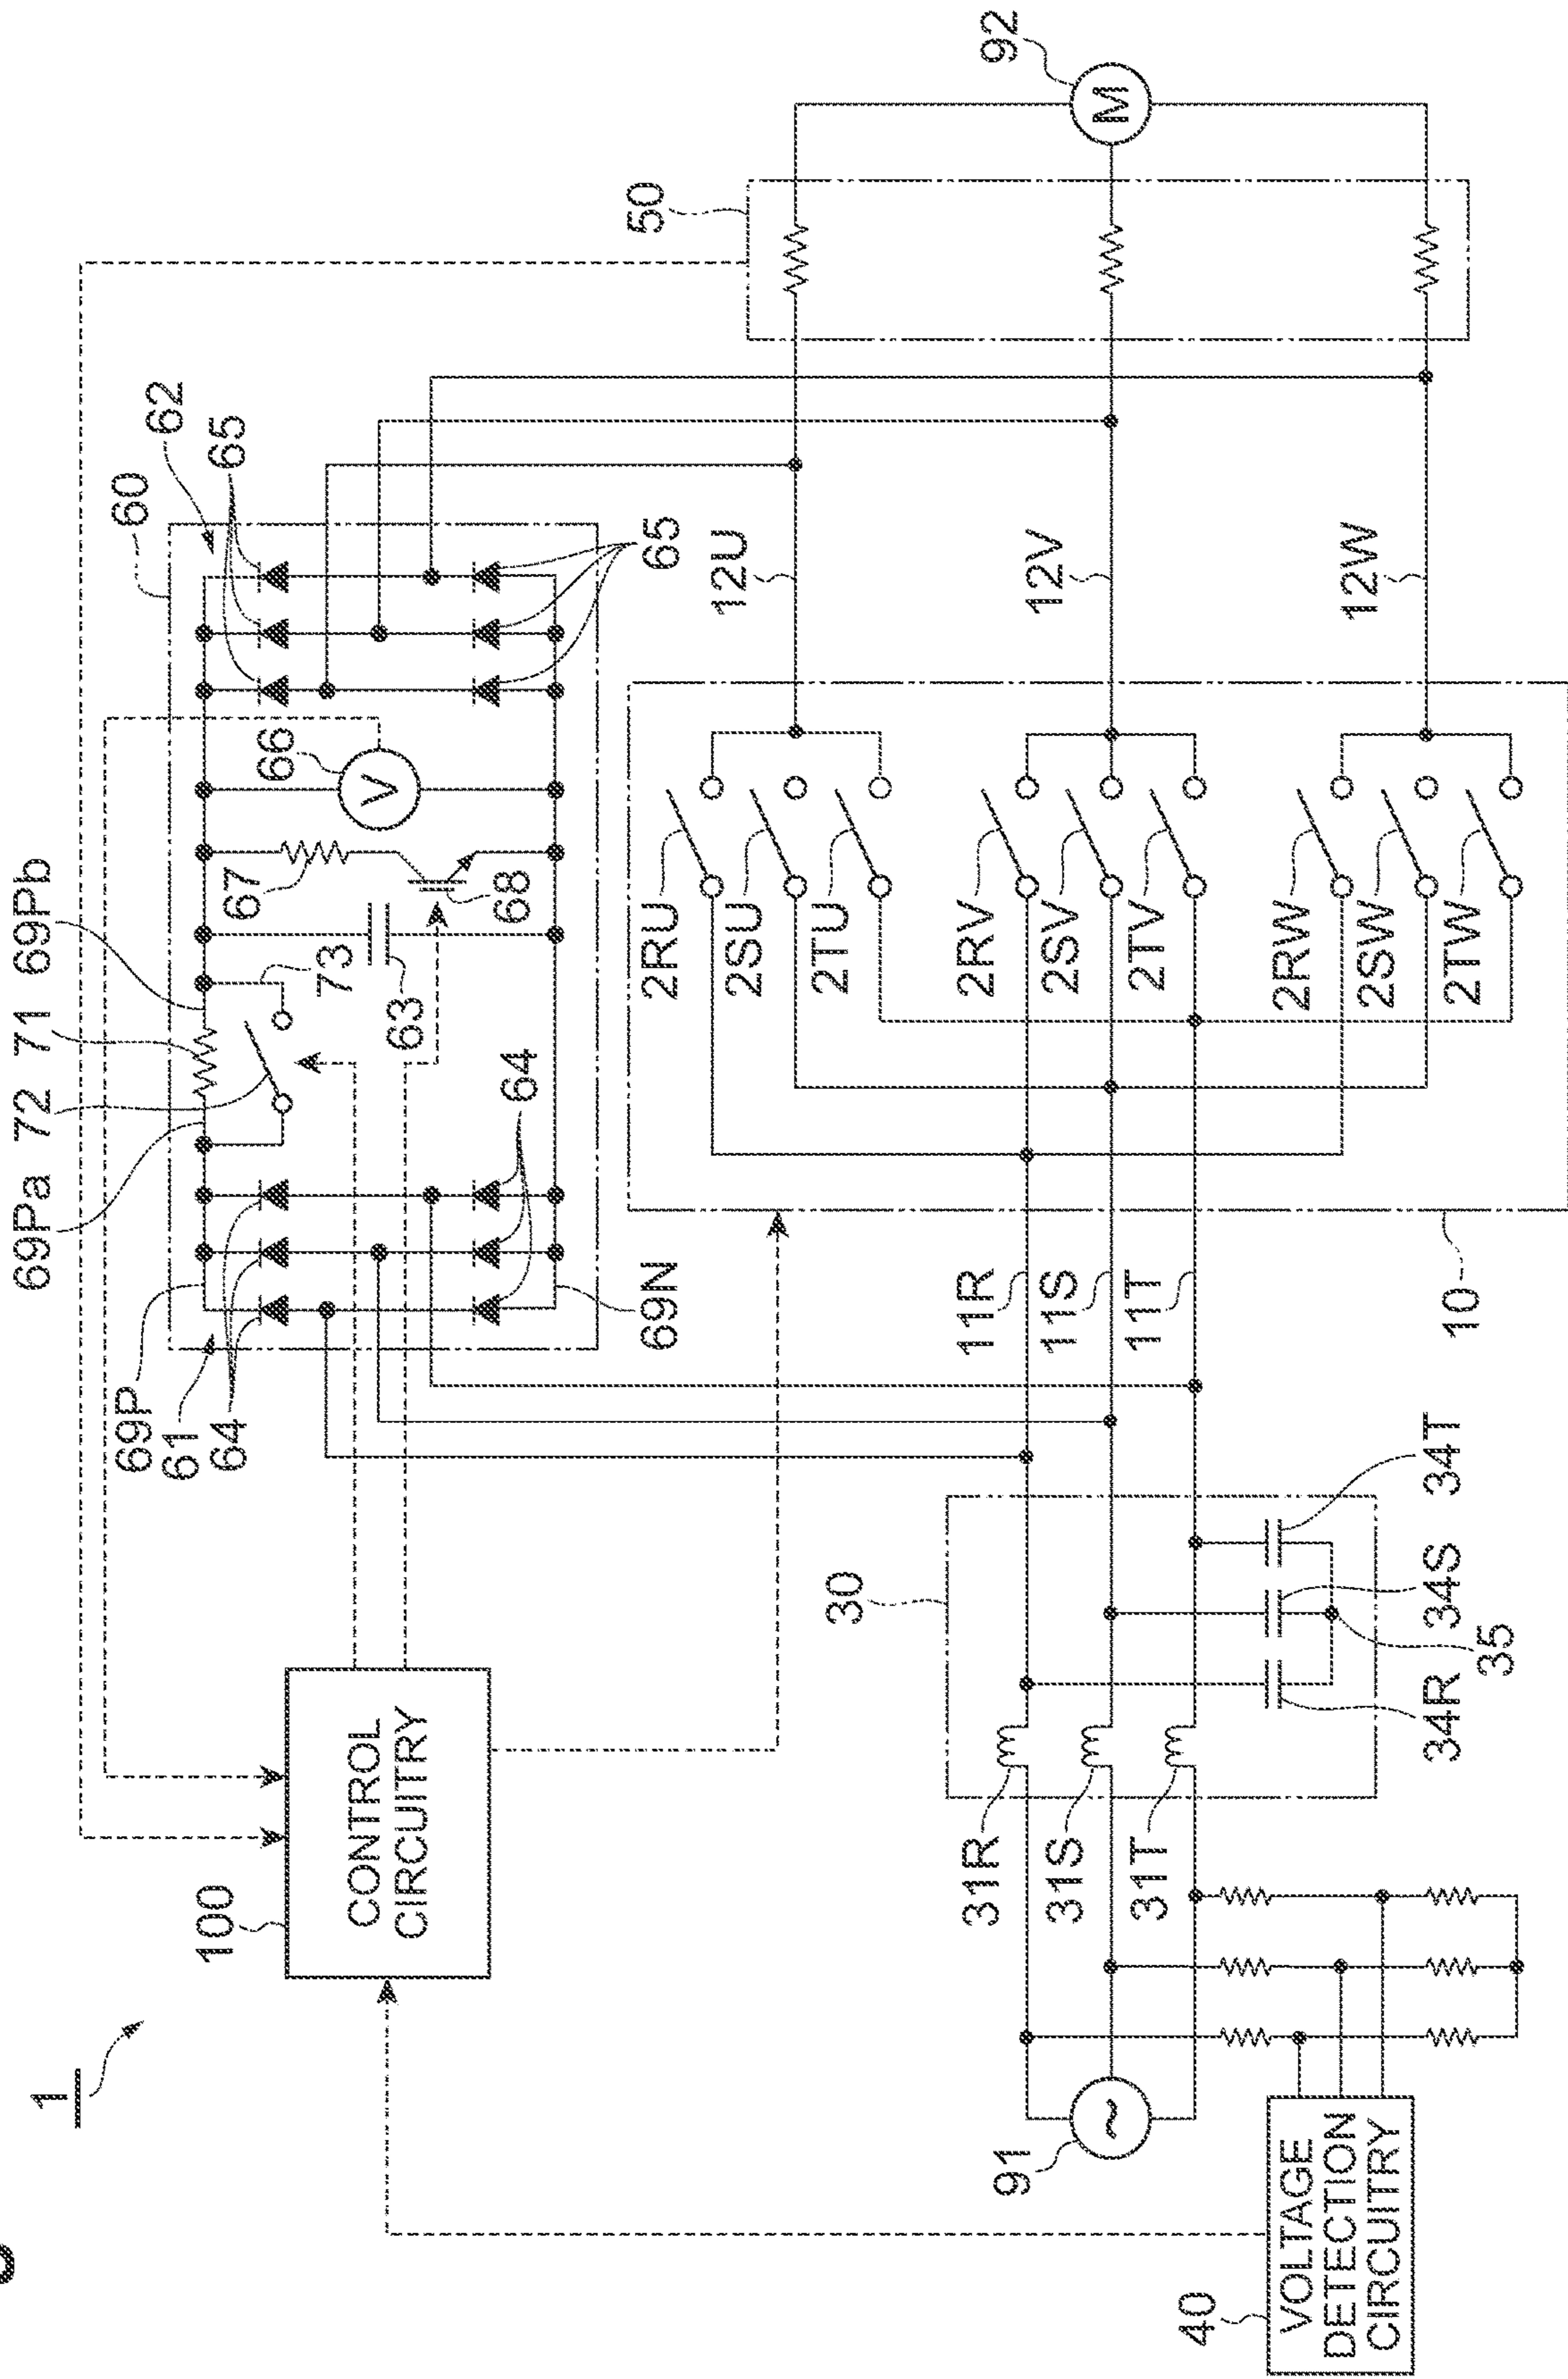 1
100
CONTROL
CIRCUITRY
69P
61
64
69Pa
72
71
69Pb
73
63
64
67
68
66
60
62
65
65
69N
50
92
M
V
12U
12V
12W
2RU
2SU
2TU
2RV
2SV
2TV
2RW
2SW
2TW
10
11R
11S
11T
30
31R
31S
31T
34R
34S
34T
35
91
~
40
VOLTAGE
DETECTION
CIRCUITRY